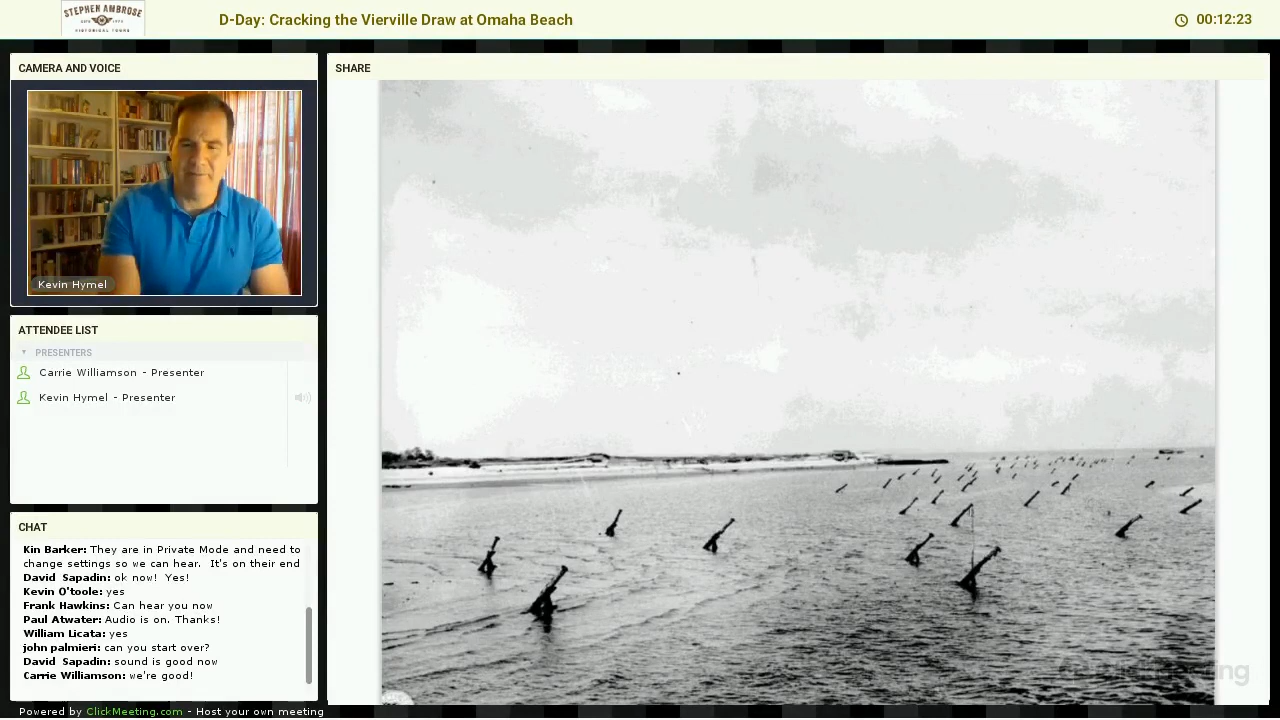 STEPHEN AMBROSE
HISTORICAL TOURS
D-Day: Cracking the Vierville Draw at Omaha Beach
00:12:23
CAMERA AND VOICE
Kevin Hymel
ATTENDEE LIST
PRESENTERS
Carrie Williamson - Presenter
Kevin Hymel - Presenter
CHAT
Kin Barker: They are in Private Mode and need to
change settings so we can hear. It's on their end
David Sapadin: ok now! Yes!
Kevin O'toole: yes
Frank Hawkins: Can hear you now
Paul Atwater: Audio is on. Thanks!
William Licata: yes
john palmieri: can you start over?
David Sapadin: sound is good now
Carrie Williamson: we're good!
Powered by ClickMeeting.com - Host your own meeting
SHARE